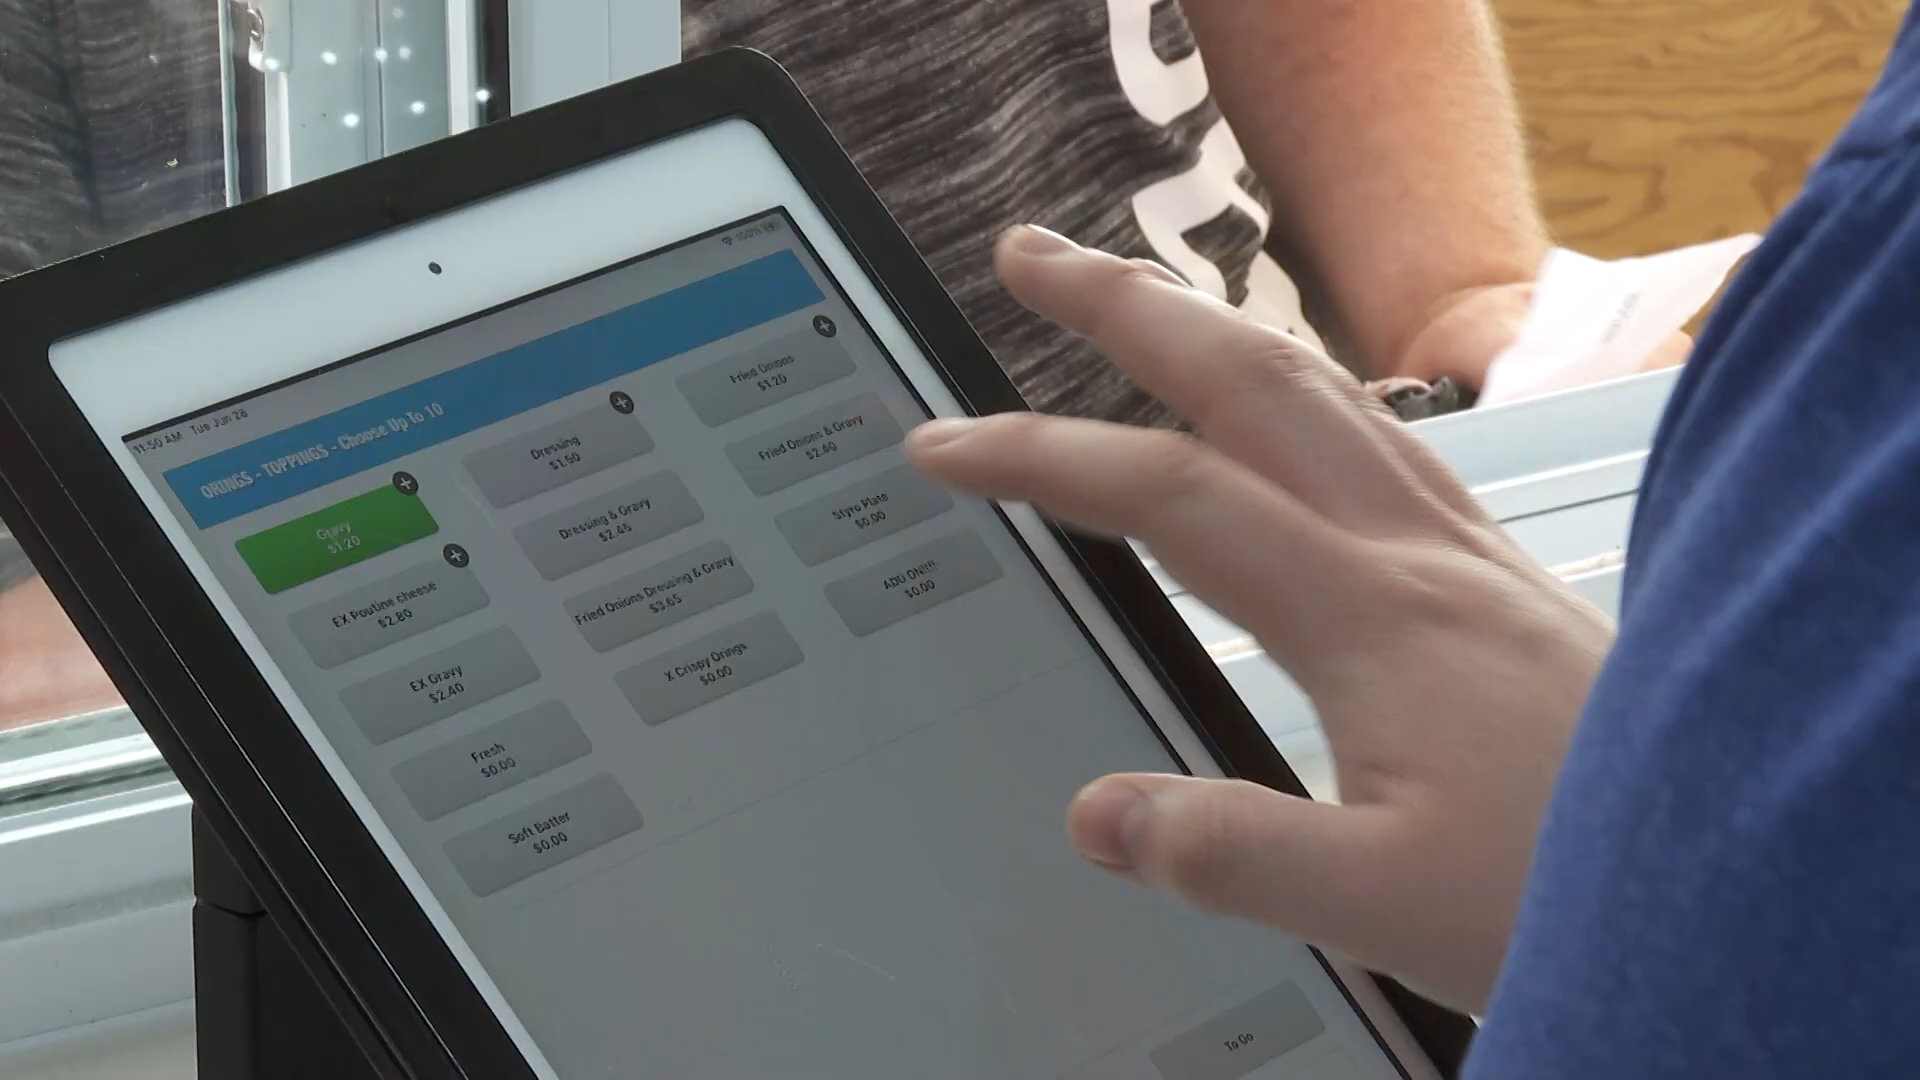 11:50 AM Tue Jun 28
100%
ORINGS - TOPPINGS - Choose Up To 10
Gravy
$1.20
EX Poutine cheese
$2.80
EX Gravy
$2.40
Fresh
$0.00
Soft Batter
$0.00
Dressing
$1.50
Dressing & Gravy
$2.45
Fried Onions Dressing & Gravy
$3.65
X Crispy Orings
$0.00
Fried Onions
$1.20
Fried Onions & Gravy
$2.40
Styro Plate
$0.00
ADD ON!!!!
$0.00
To Go